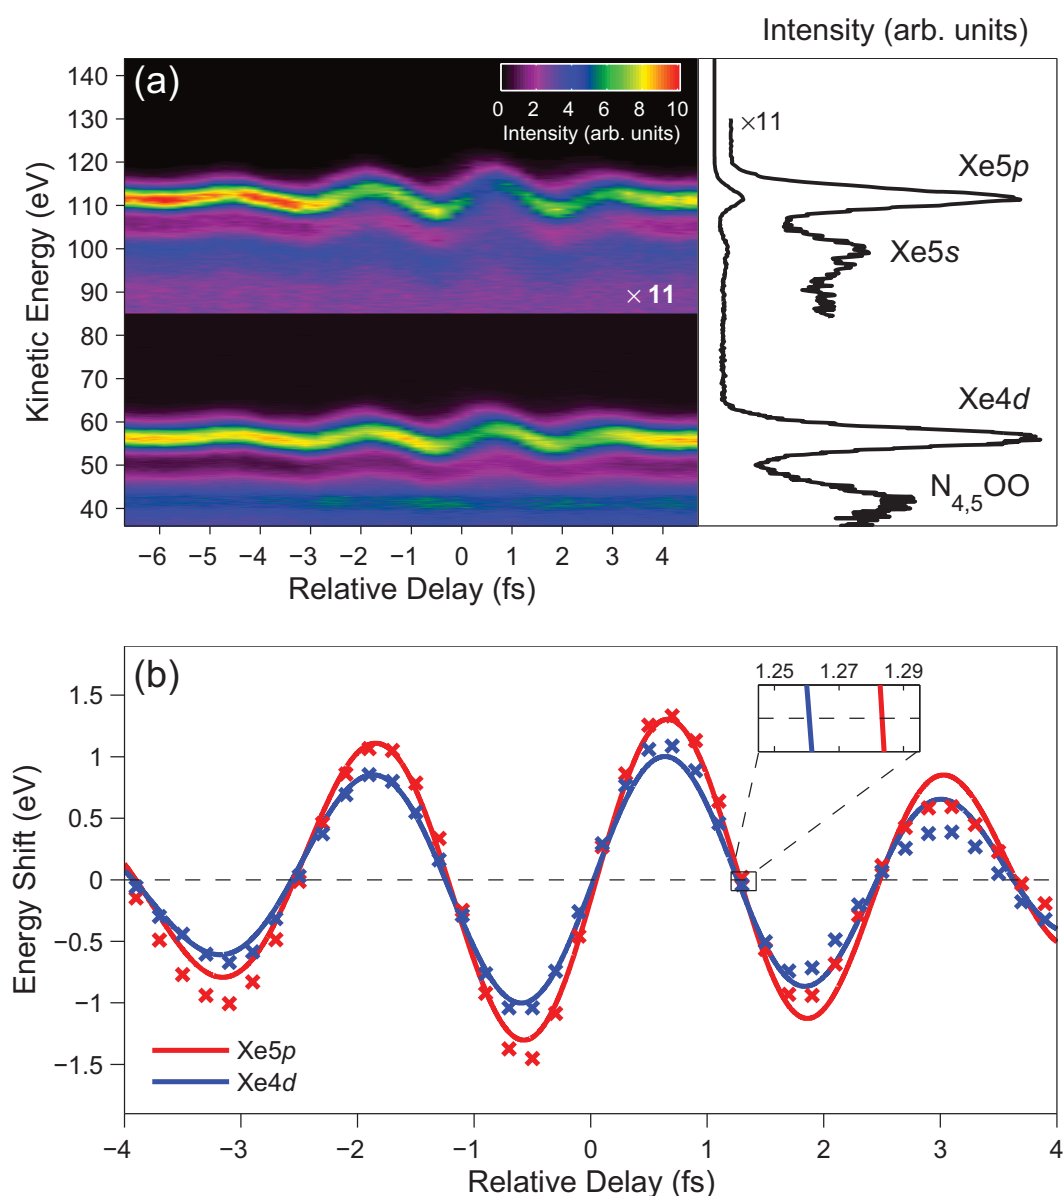 Intensity (arb. units)
(a)
0 2 4 6 8 10
Intensity (arb. units)
×11
Xe5p
Xe5s
× 11
Xe4d
N4,5OO
140
130
120
110
100
90
80
70
60
50
40
Kinetic Energy (eV)
−6 −5 −4 −3 −2 −1 0 1 2 3 4
Relative Delay (fs)
(b)
1.25 1.27 1.29
1.5
1
0.5
0
−0.5
−1
−1.5
Energy Shift (eV)
Xe5p
Xe4d
−4 −3 −2 −1 0 1 2 3 4
Relative Delay (fs)